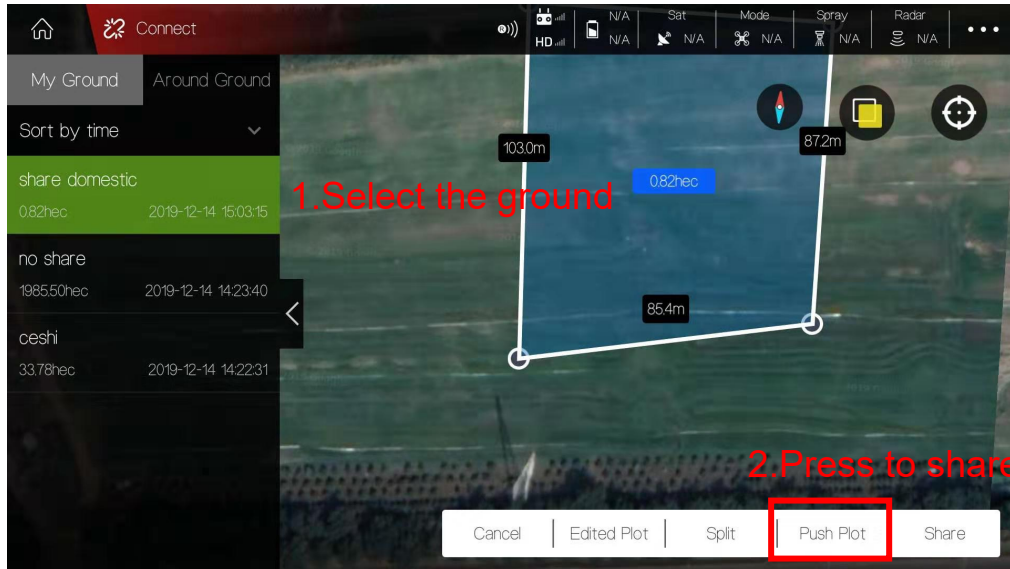 Connect
N/A
Sat
Mode
Spray
Radar
HD
N/A
N/A
N/A
N/A
N/A
My Ground
Around Ground
Sort by time
share domestic
0.82hec
2019-12-14 15:03:15
no share
1985.50hec
2019-12-14 14:23:40
ceshi
33.78hec
2019-12-14 14:22:31
103.0m
87.2m
0.82hec
1.Select the ground
85.4m
2.Press to share
Cancel
Edited Plot
Split
Push Plot
Share